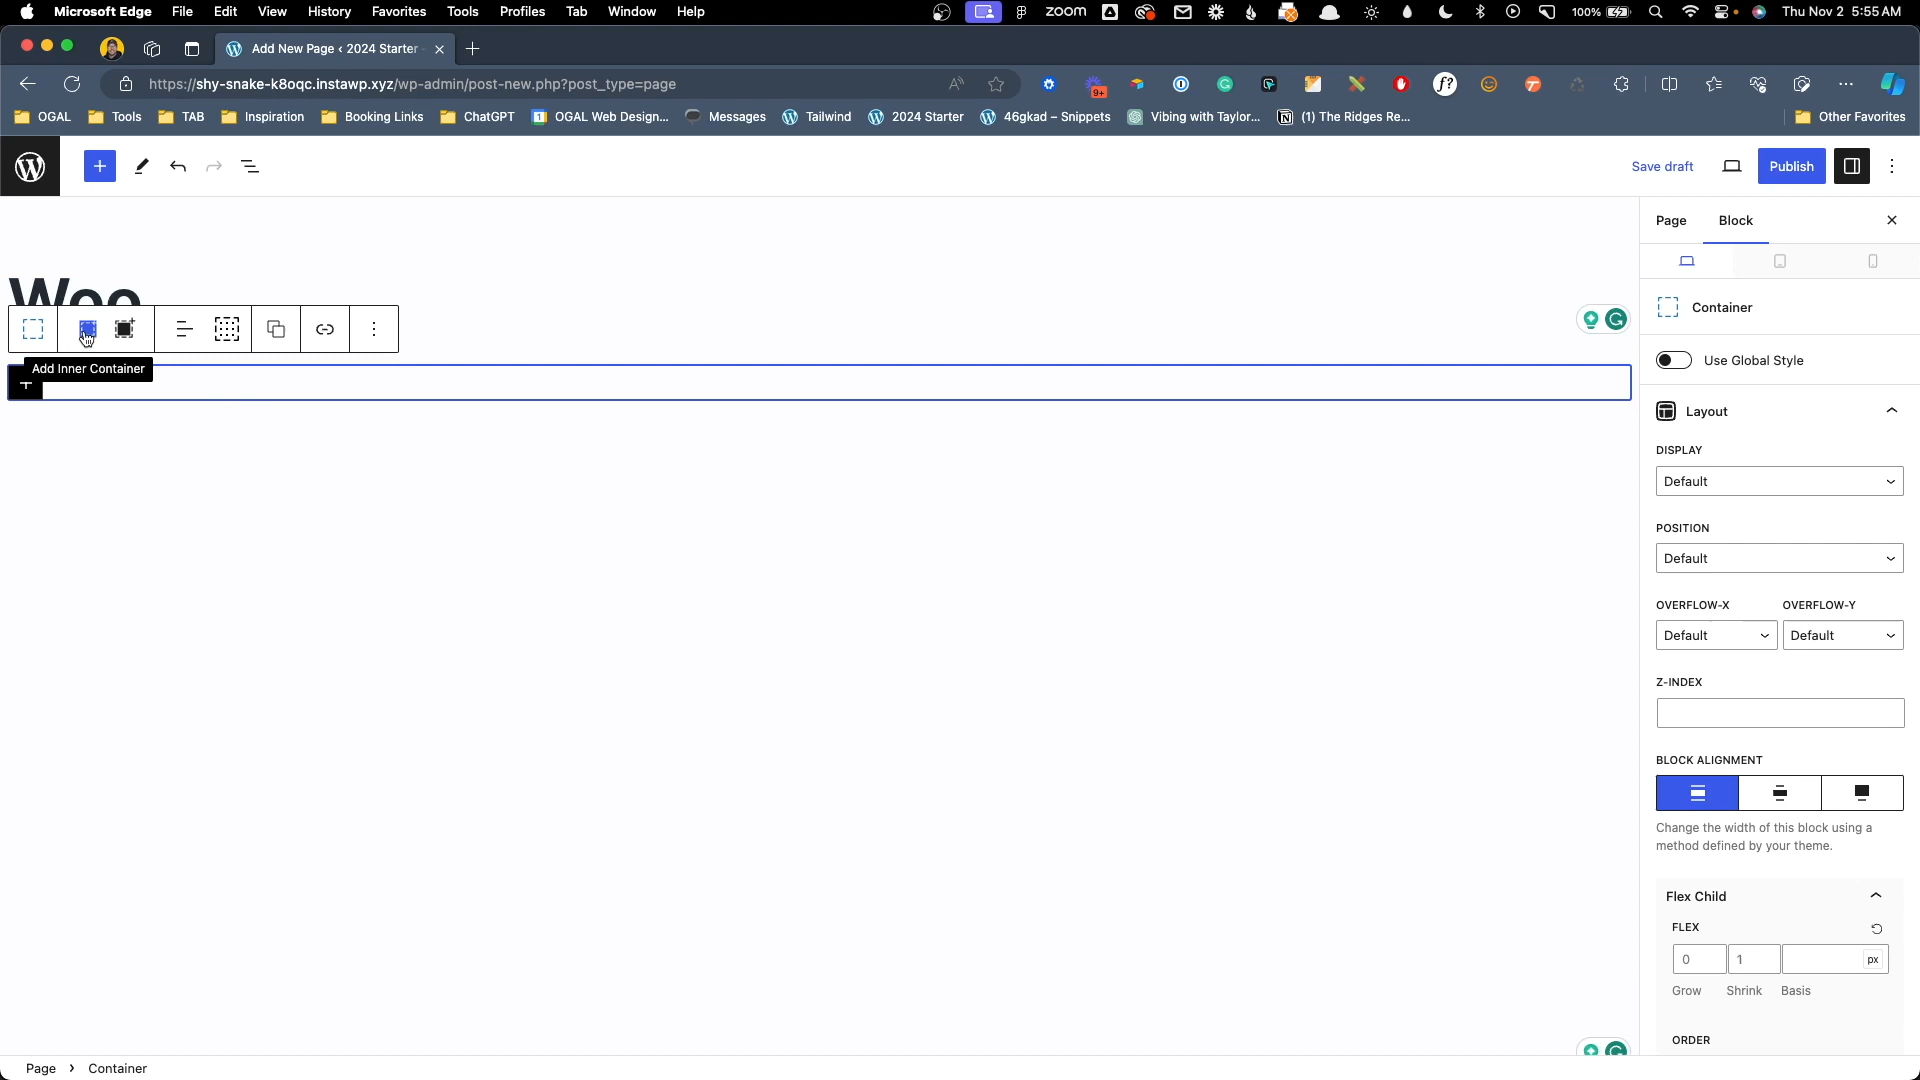 Microsoft Edge File Edit View History Favorites Tools Profiles Tab Window Help zoom 100% Thu Nov 2 5:55 AM
Add New Page ‹ 2024 Starter
https://shy-snake-k8oqc.instawp.xyz/wp-admin/post-new.php?post_type=page 9+ f?
OGAL Tools TAB Inspiration Booking Links ChatGPT 1 OGAL Web Design... Messages Tailwind 2024 Starter 46gkad – Snippets Vibing with Taylor... (1) The Ridges Re... Other Favorites
Save draft Publish
Page Block
Woo
Container
Add Inner Container
Use Global Style
Layout
DISPLAY
Default
POSITION
Default
OVERFLOW-X OVERFLOW-Y
Default Default
Z-INDEX
BLOCK ALIGNMENT
Change the width of this block using a
method defined by your theme.
Flex Child
FLEX
0 1 px
Grow Shrink Basis
ORDER
Page › Container